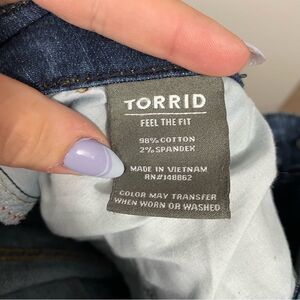 TORRID
FEEL THE FIT
98% COTTON
2% SPANDEX
MADE IN VIETNAM
RN#148862
COLOR MAY TRANSFER
WHEN WORN OR WASHED